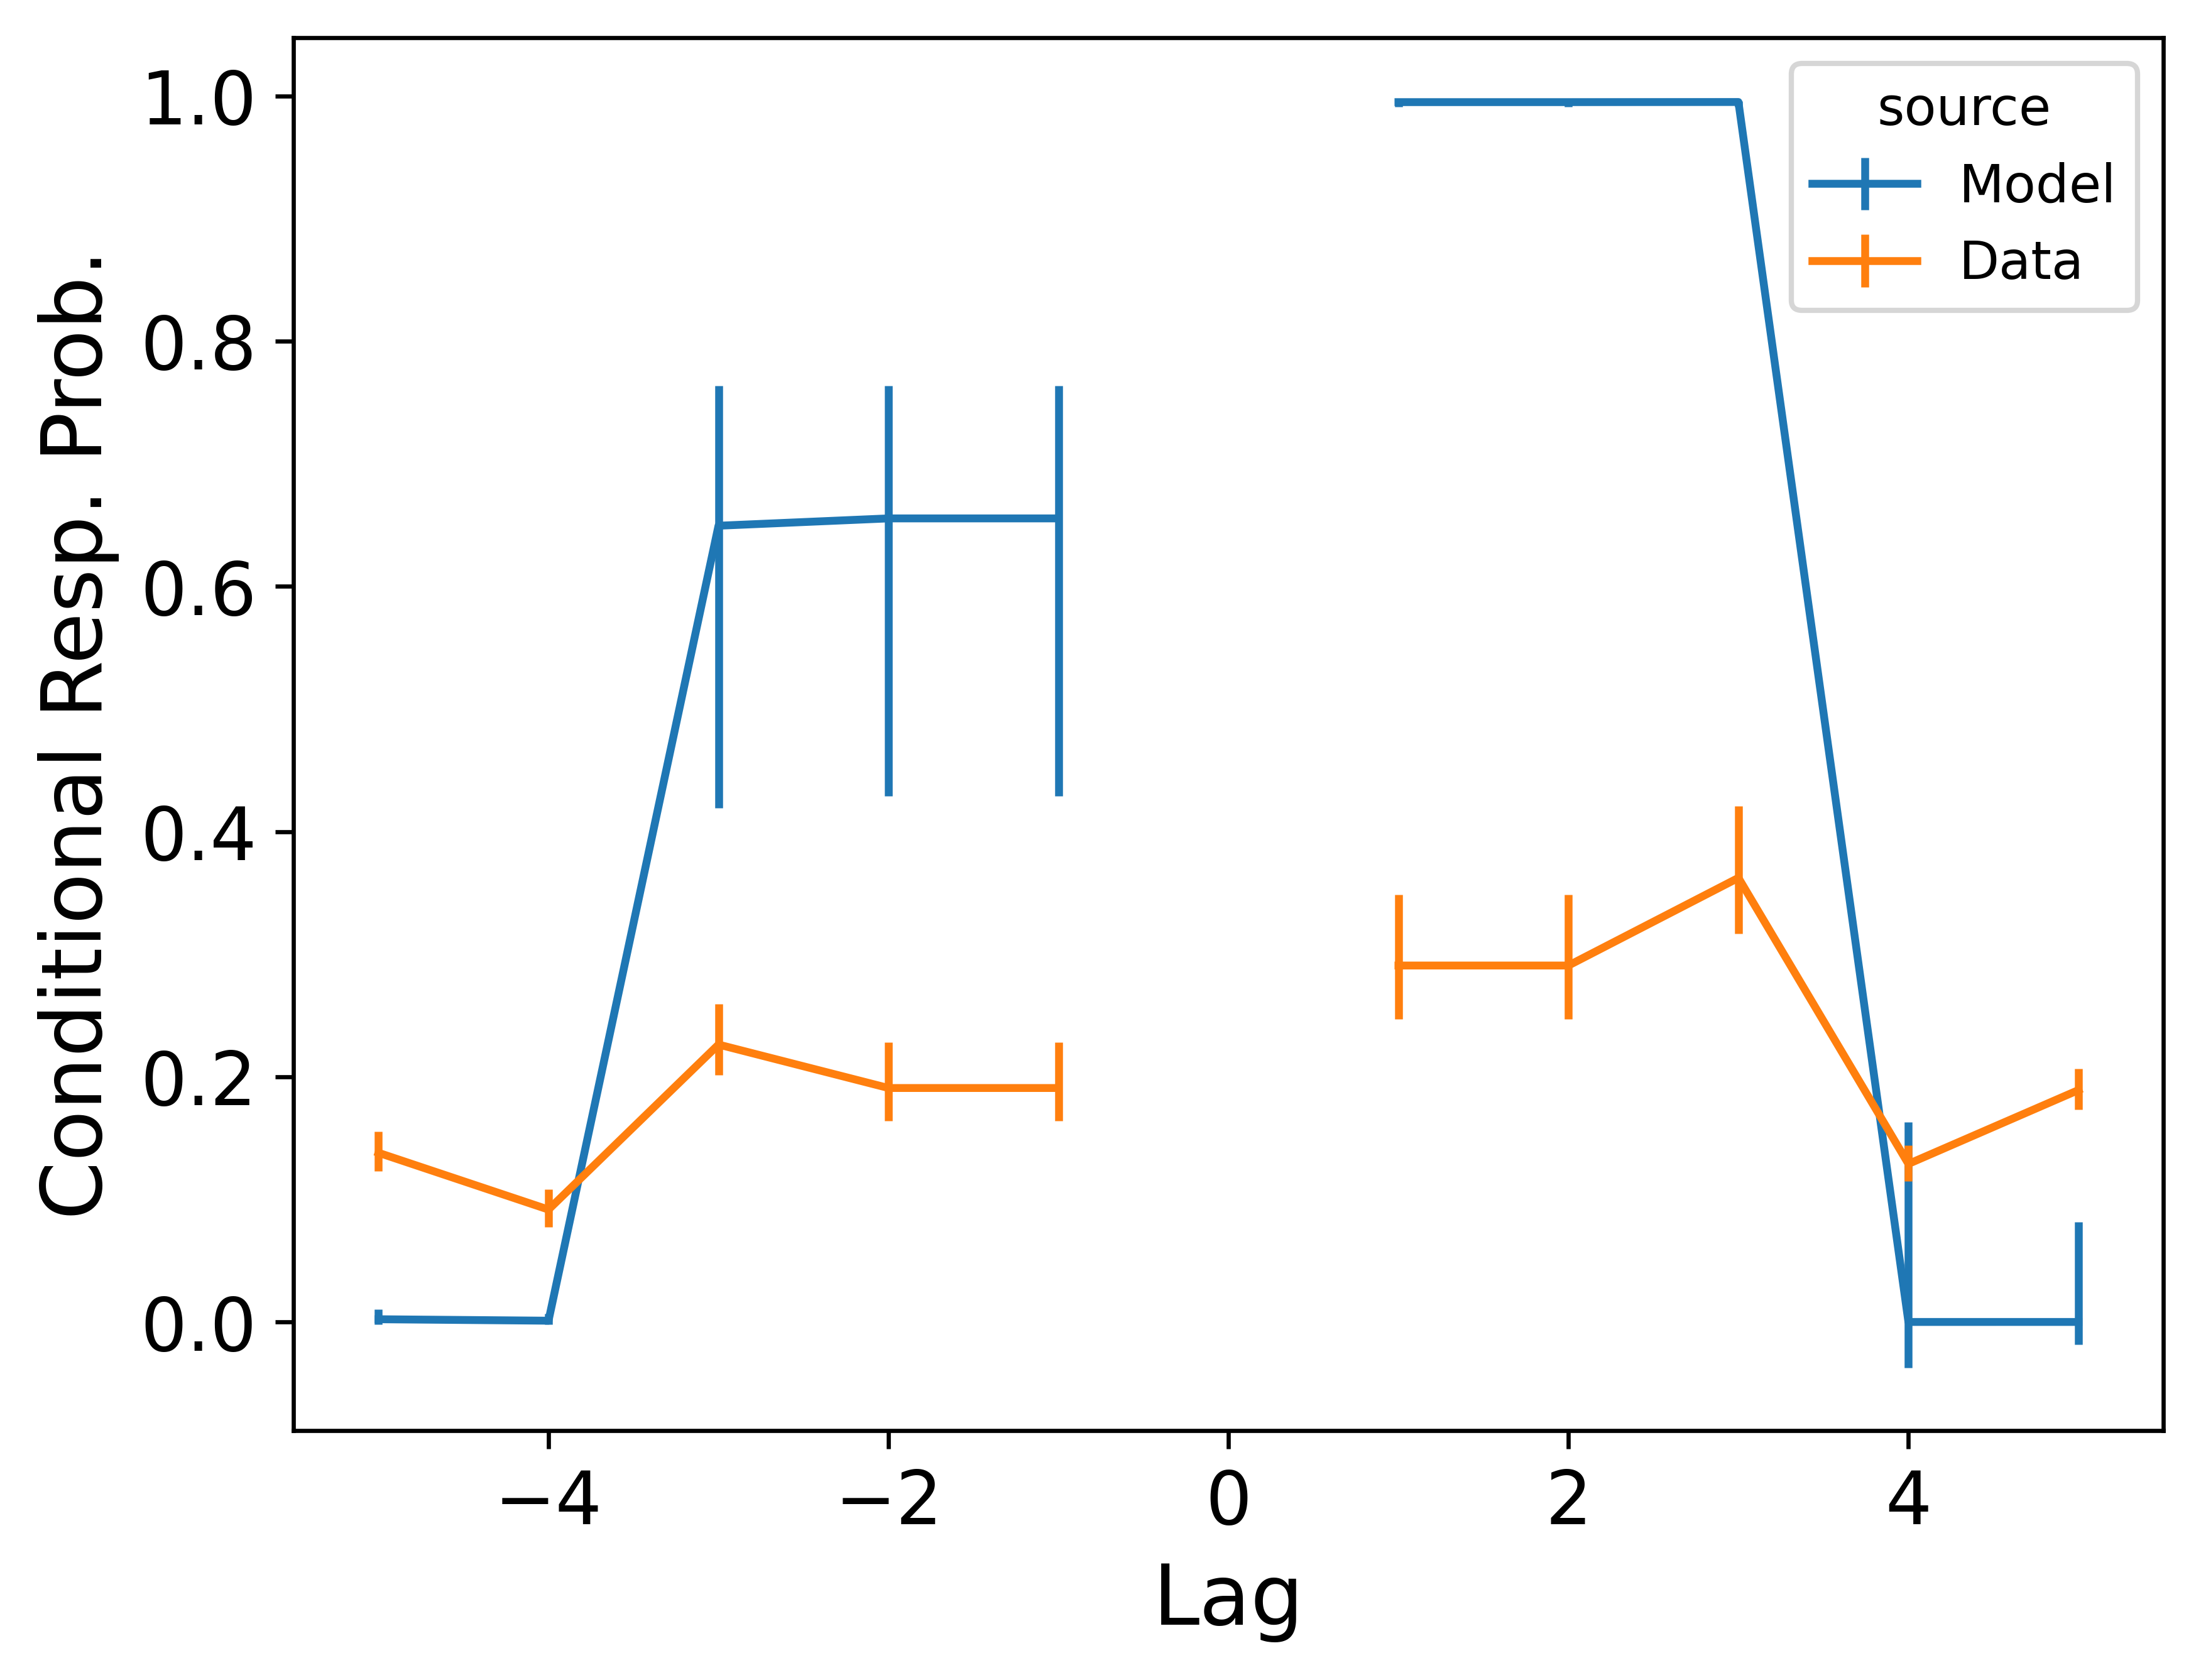 source
Model
Data
Conditional Resp. Prob.
1.0
0.8
0.6
0.4
0.2
0.0
−4 −2 0 2 4
Lag